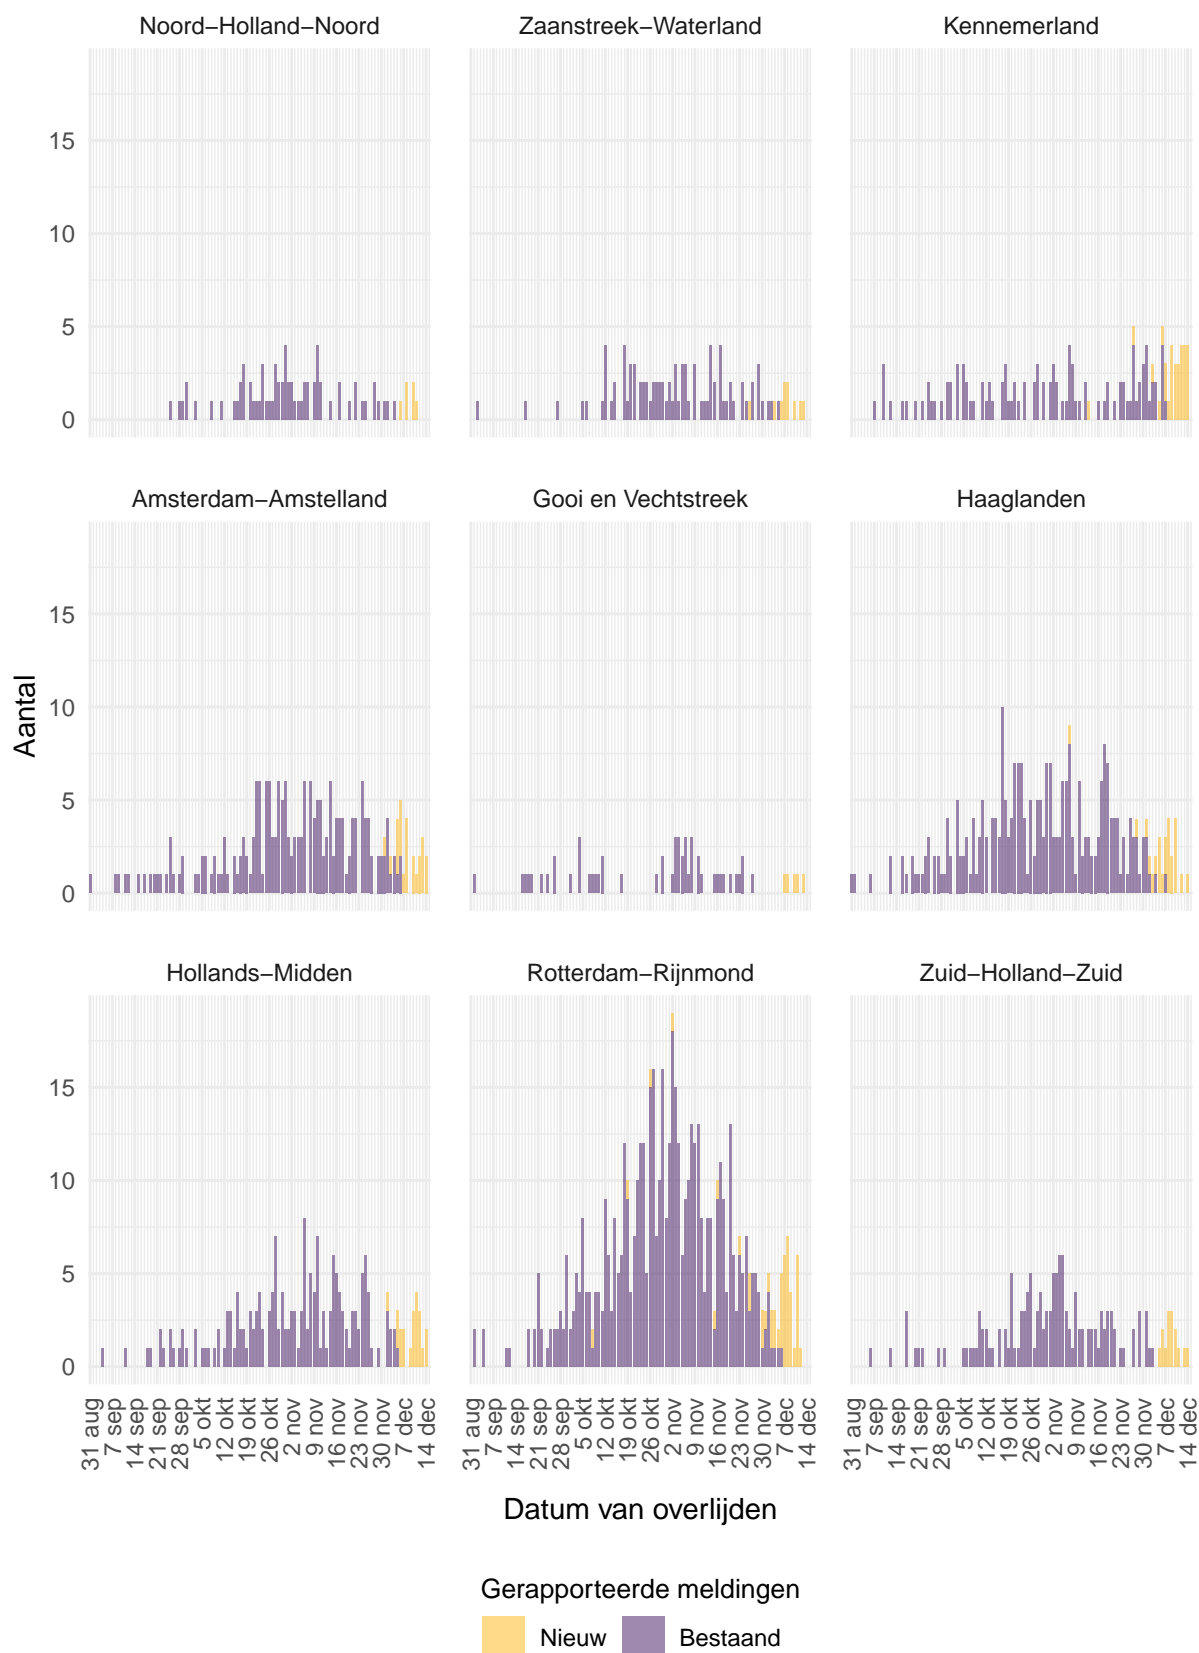 Noord−Holland−Noord
Zaanstreek−Waterland
Kennemerland
15
10
5
0
Amsterdam−Amstelland
Gooi en Vechtstreek
Haaglanden
15
10
5
0
Aantal
Hollands−Midden
Rotterdam−Rijnmond
Zuid−Holland−Zuid
15
10
5
0
31 aug
7 sep
14 sep
21 sep
28 sep
5 okt
12 okt
19 okt
26 okt
2 nov
9 nov
16 nov
23 nov
30 nov
7 dec
14 dec
31 aug
7 sep
14 sep
21 sep
28 sep
5 okt
12 okt
19 okt
26 okt
2 nov
9 nov
16 nov
23 nov
30 nov
7 dec
14 dec
31 aug
7 sep
14 sep
21 sep
28 sep
5 okt
12 okt
19 okt
26 okt
2 nov
9 nov
16 nov
23 nov
30 nov
7 dec
14 dec
Datum van overlijden
Gerapporteerde meldingen
Nieuw
Bestaand